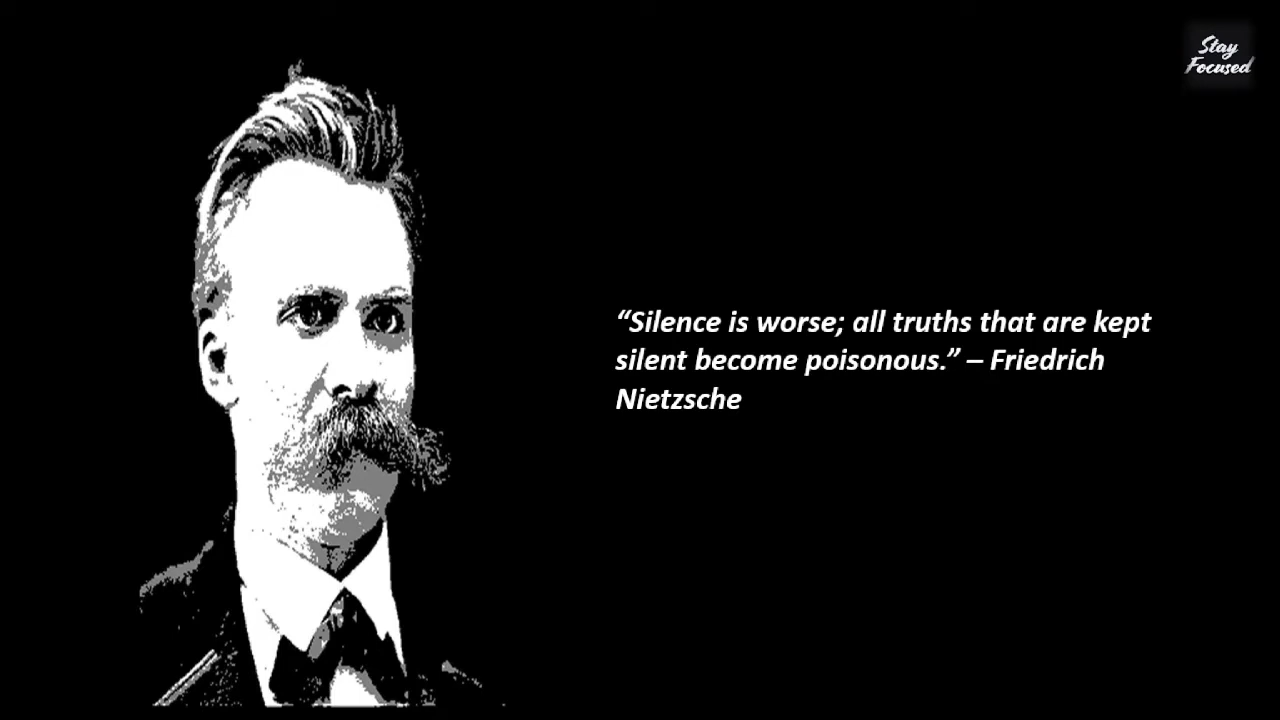 Stay
Focused
“Silence is worse; all truths that are kept
silent become poisonous.” – Friedrich
Nietzsche